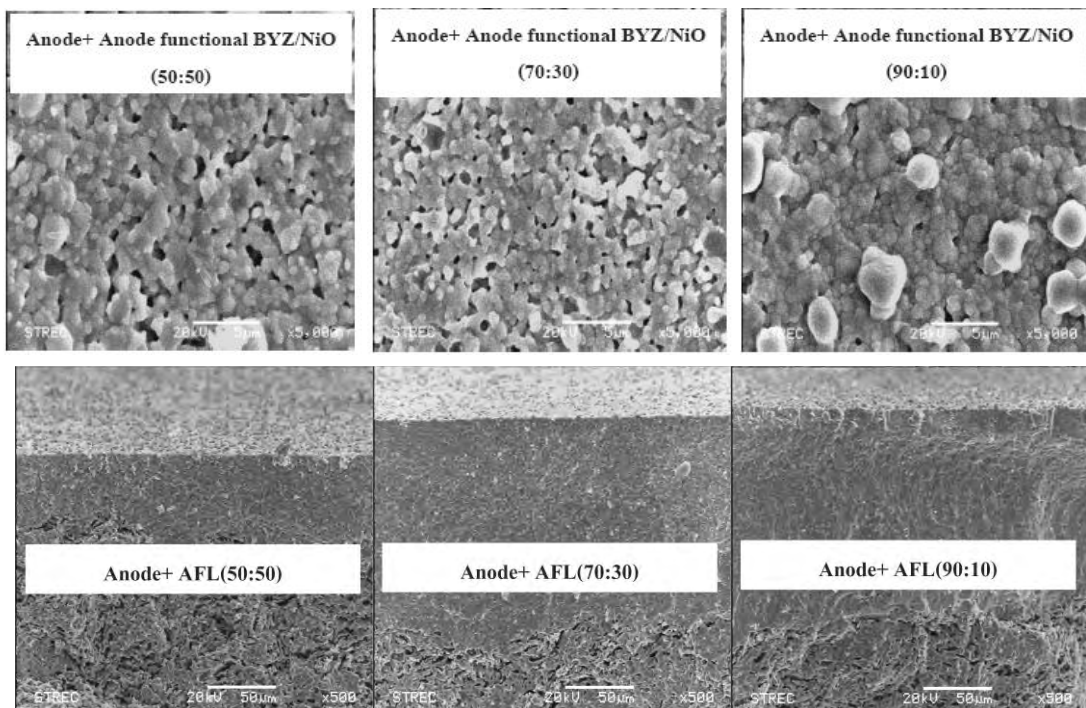 Anode+ Anode functional BYZ/NiO
(50:50)
Anode+ Anode functional BYZ/NiO
(70:30)
Anode+ Anode functional BYZ/NiO
(90:10)
STREC 20kV 5μm x5,000
STREC 20kV 5μm x5,000
STREC 20kV 5μm x5,000
Anode+ AFL(50:50)
Anode+ AFL(70:30)
Anode+ AFL(90:10)
STREC 20kV 50μm x500
STREC 20kV 50μm x500
STREC 20kV 50μm x500